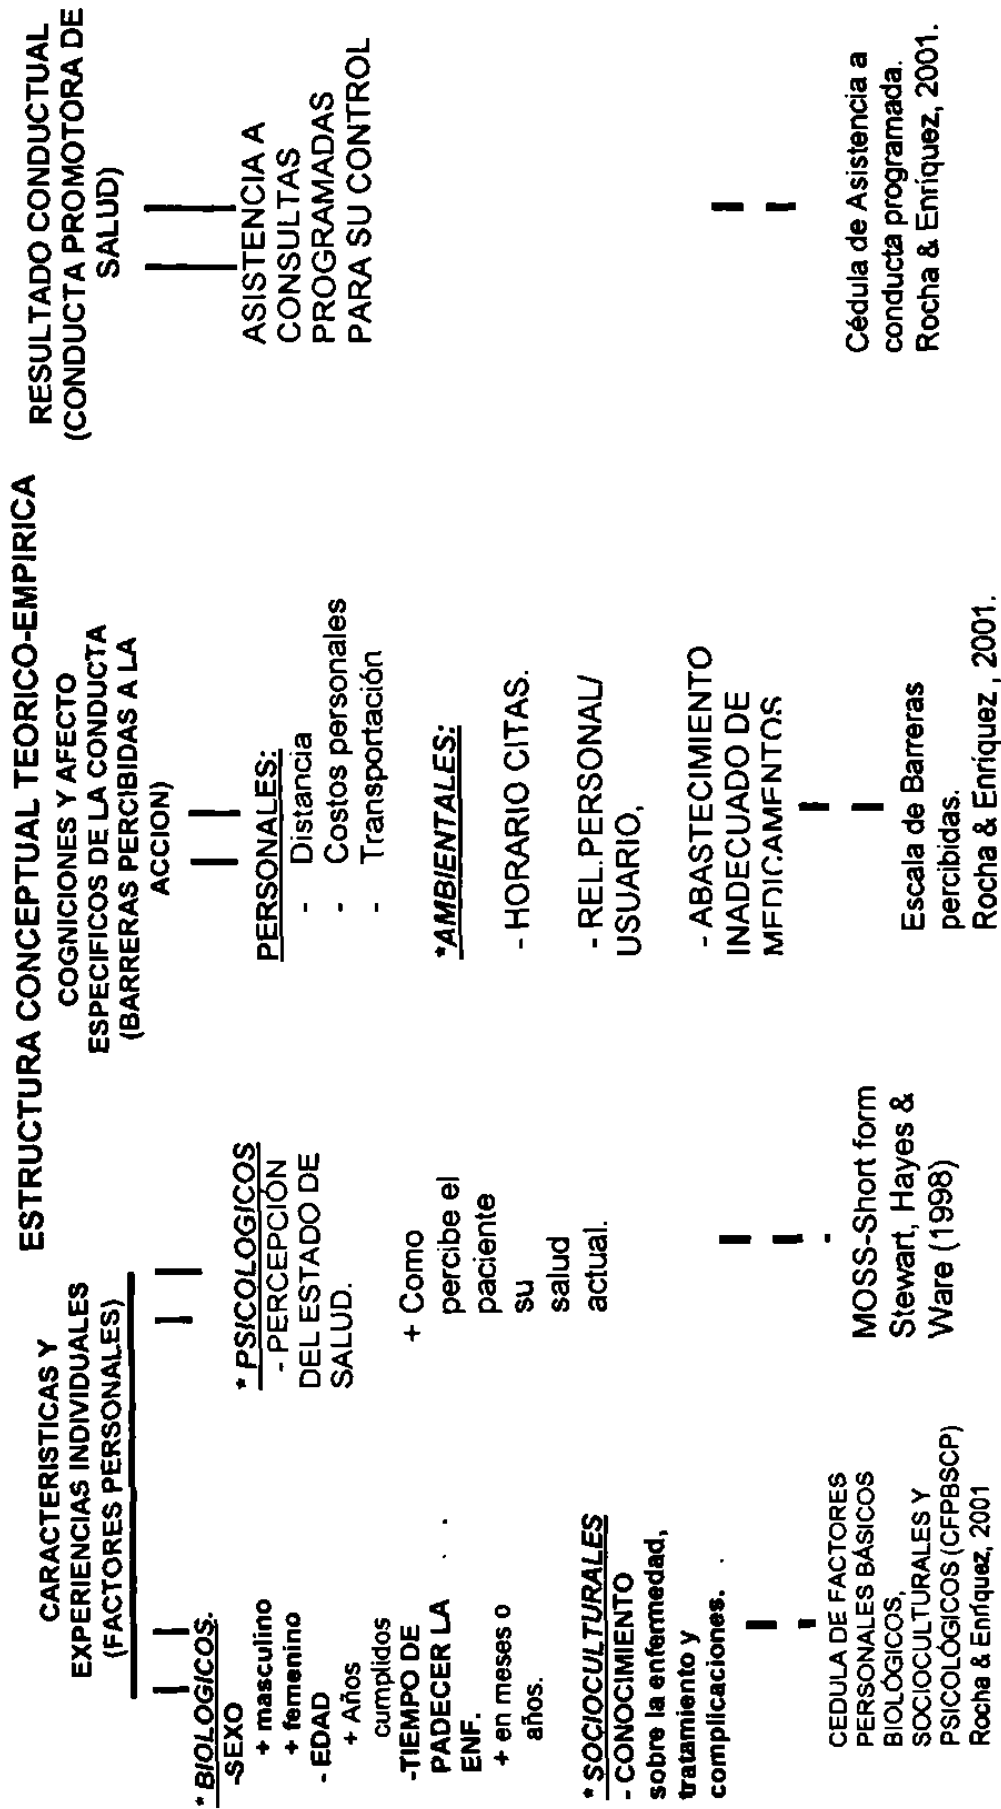 ESTRUCTURA CONCEPTUAL TEORICO-EMPIRICA
CARACTERISTICAS Y
EXPERIENCIAS INDIVIDUALES
(FACTORES PERSONALES)
*BIOLOGICOS.
-SEXO
+ masculino
+ femenino
- EDAD
+ Años
cumplidos
-TIEMPO DE
PADECER LA
ENF.
+ en meses o
años.
* SOCIOCULTURALES
- CONOCIMIENTO
sobre la enfermedad,
tratamiento y
complicaciones.
CEDULA DE FACTORES
PERSONALES BÁSICOS
BIOLÓGICOS,
SOCIOCULTURALES Y
PSICOLÓGICOS (CFPBSCP)
Rocha & Enríquez, 2001
* PSICOLOGICOS
- PERCEPCIÓN
DEL ESTADO DE
SALUD.
+ Como
percibe el
paciente
su
salud
actual.
MOSS-Short form
Stewart, Hayes &
Ware (1998)
COGNICIONES Y AFECTO
ESPECIFICOS DE LA CONDUCTA
(BARRERAS PERCIBIDAS A LA
ACCION)
PERSONALES:
- Distancia
- Costos personales
- Transportación
*AMBIENTALES:
- HORARIO CITAS.
- REL.PERSONAL/
USUARIO,
- ABASTECIMIENTO
INADECUADO DE
MEDICAMENTOS
Escala de Barreras
percibidas.
Rocha & Enríquez , 2001.
RESULTADO CONDUCTUAL
(CONDUCTA PROMOTORA DE
SALUD)
ASISTENCIA A
CONSULTAS
PROGRAMADAS
PARA SU CONTROL
Cédula de Asistencia a
conducta programada.
Rocha & Enríquez, 2001.